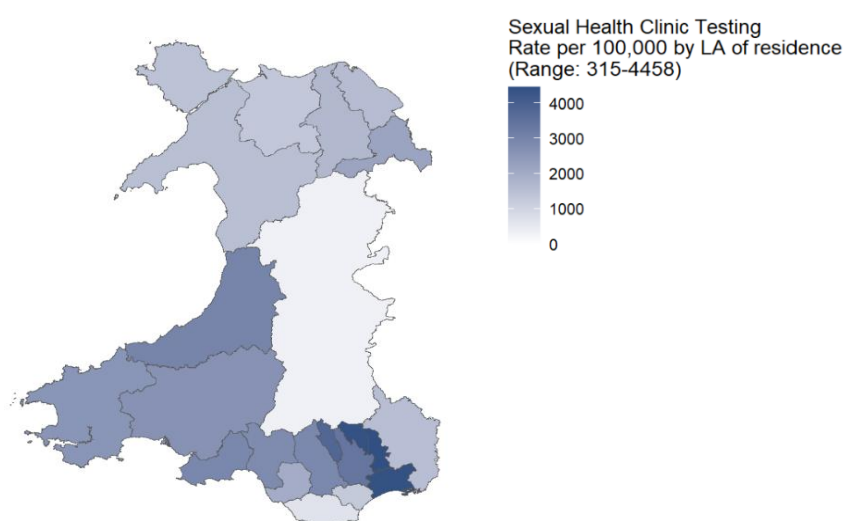 Sexual Health Clinic Testing
Rate per 100,000 by LA of residence
(Range: 315-4458)
4000
3000
2000
1000
0